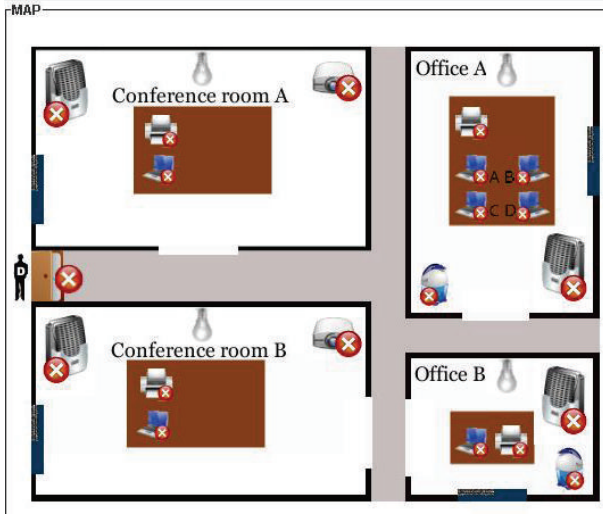 MAP
Conference room A
Office A
A B
C D
D
Conference room B
Office B